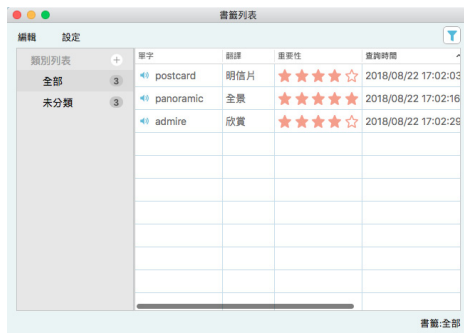 書籤列表
編輯 設定
類別列表 +
全部 3
未分類 3
單字 翻譯 重要性 查詢時間
postcard 明信片 2018/08/22 17:02:03
panoramic 全景 2018/08/22 17:02:16
admire 欣賞 2018/08/22 17:02:29
書籤:全部